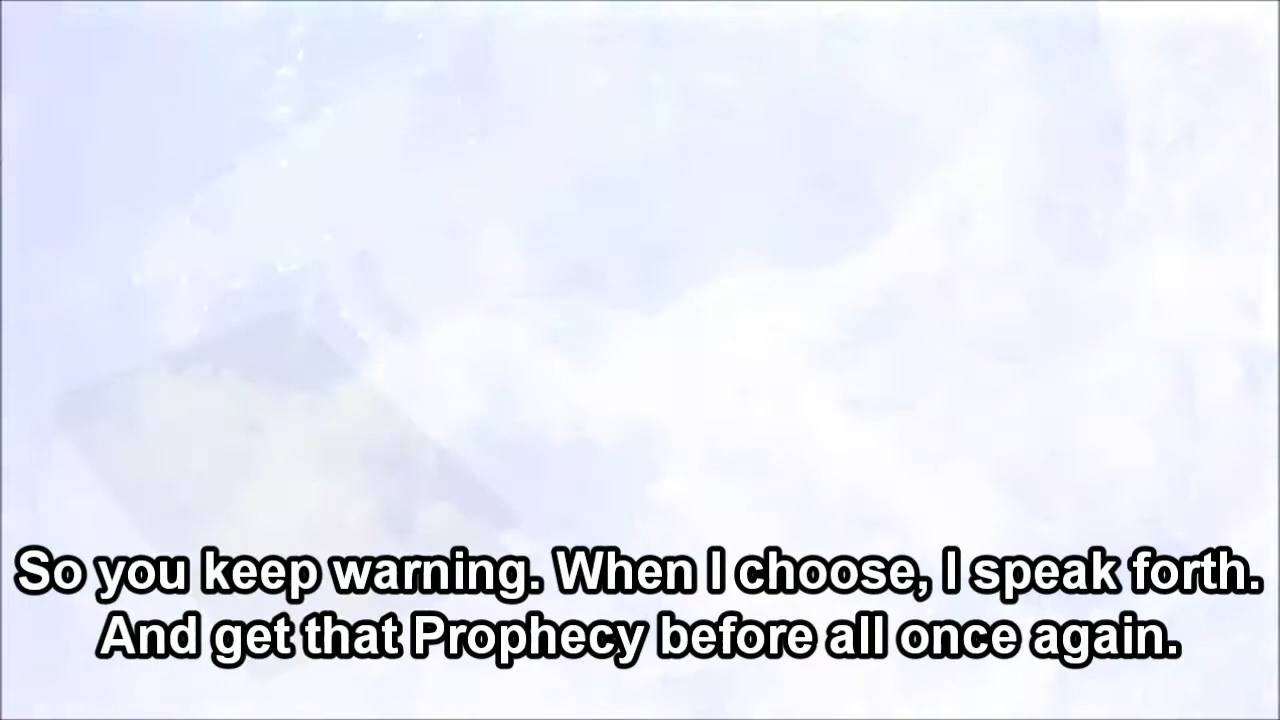 So you keep warning. When I choose, I speak forth.
And get that Prophecy before all once again.